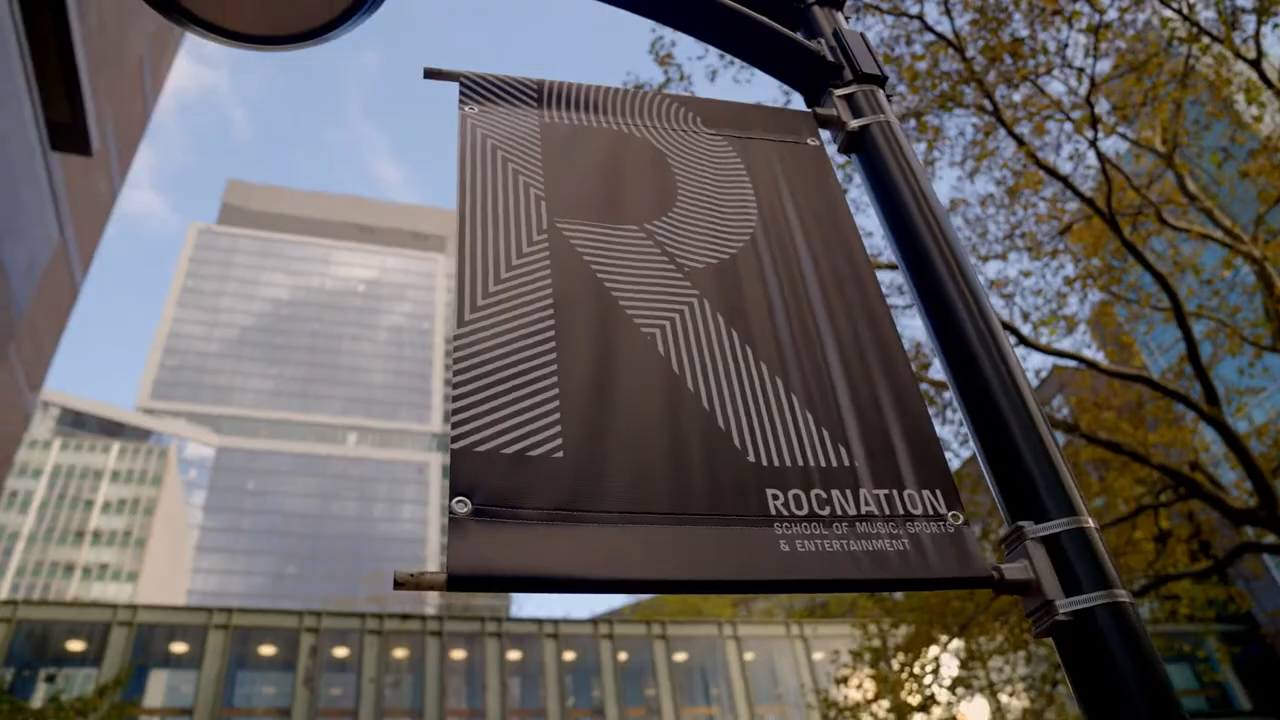 R
ROCNATION
SCHOOL OF MUSIC, SPORTS
& ENTERTAINMENT